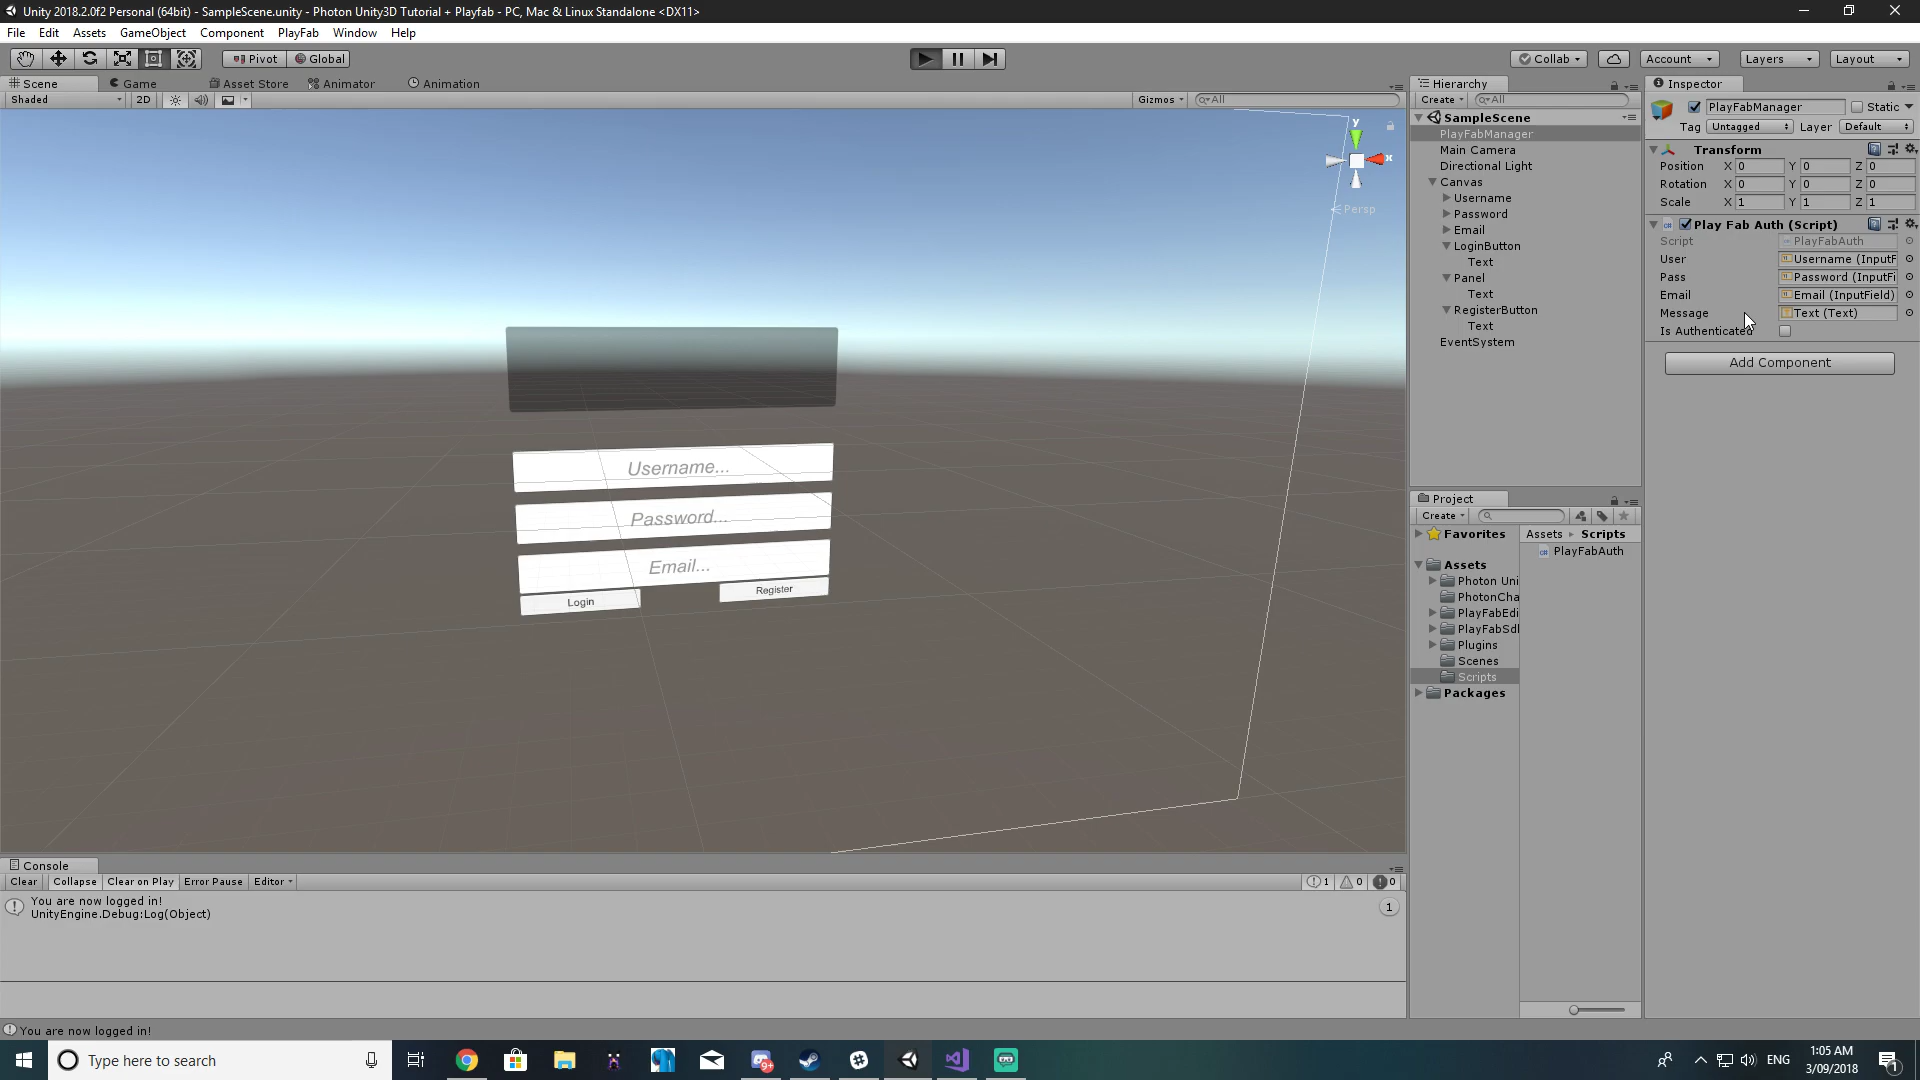 Unity 2018.2.0f2 Personal (64bit) - SampleScene.unity - Photon Unity3D Tutorial + Playfab - PC, Mac & Linux Standalone <DX11>
File Edit Assets GameObject Component PlayFab Window Help
Pivot Global
Collab Account Layers Layout
Scene Game Asset Store Animator Animation
Shaded 2D Gizmos All
y
x
Persp
Username...
Password...
Email...
Login Register
Hierarchy
Create All
SampleScene
PlayFabManager
Main Camera
Directional Light
Canvas
Username
Password
Email
LoginButton
Text
Panel
Text
RegisterButton
Text
EventSystem
Project
Create
Favorites
Assets
Photon Uni
PhotonCha
PlayFabEdi
PlayFabSdl
Plugins
Scenes
Scripts
Packages
Assets Scripts
PlayFabAuth
Inspector
PlayFabManager Static
Tag Untagged Layer Default
Transform
Position X 0 Y 0 Z 0
Rotation X 0 Y 0 Z 0
Scale X 1 Y 1 Z 1
Play Fab Auth (Script)
Script PlayFabAuth
User Username (InputF
Pass Password (InputFi
Email Email (InputField)
Message Text (Text)
Is Authenticated
Add Component
Console
Clear Collapse Clear on Play Error Pause Editor 1 0 0
You are now logged in!
UnityEngine.Debug:Log(Object)
1
You are now logged in!
Type here to search
9+
ENG
1:05 AM
3/09/2018
1